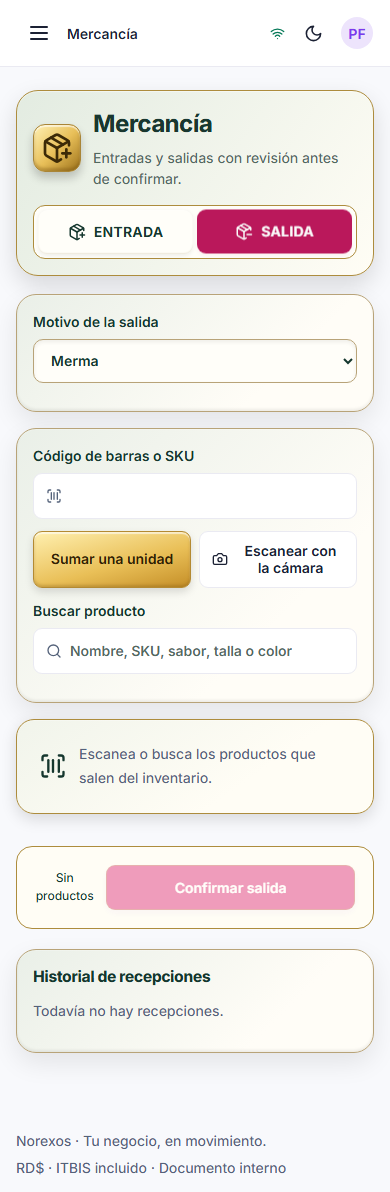 Mercancía
PF
Mercancía
Entradas y salidas con revisión antes
de confirmar.
ENTRADA
SALIDA
Motivo de la salida
Merma
Código de barras o SKU
Sumar una unidad
Escanear con
la cámara
Buscar producto
Nombre, SKU, sabor, talla o color
Escanea o busca los productos que
salen del inventario.
Sin
productos
Confirmar salida
Historial de recepciones
Todavía no hay recepciones.
Norexos · Tu negocio, en movimiento.
RD$ · ITBIS incluido · Documento interno